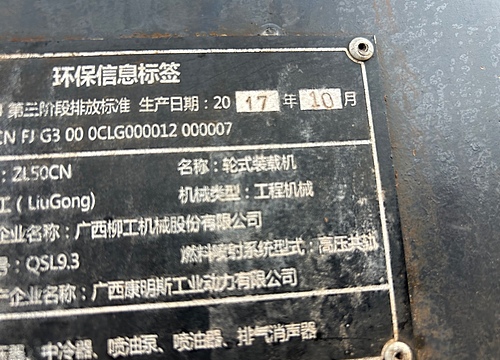 环保信息标签
第三阶段排放标准 生产日期：20 17 年 10 月
CN FJ G3 00 0CLG000012 000007
：ZL50CN 名称：轮式装载机
工（LiuGong） 机械类型：工程机械
企业名称：广西柳工机械股份有限公司
号：QSL9.3 燃料喷射系统型式：高压共轨
产企业名称：广西康明斯工业动力有限公司
压器、中冷器、喷油泵、喷油器、排气消声器